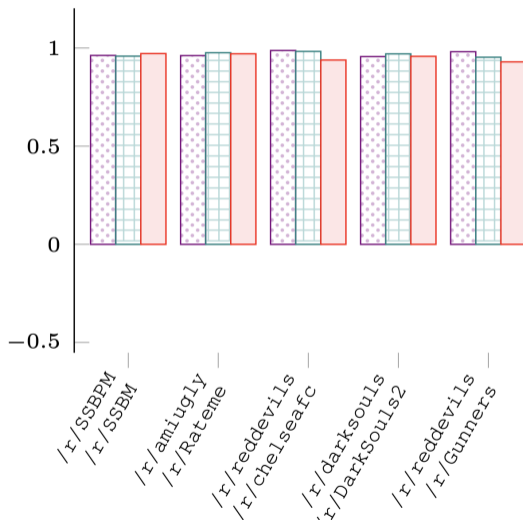 1
0.5
0
−0.5
/r/SSBPM
/r/SSBM
/r/amiugly
/r/Rateme
/r/reddevils
/r/chelseafc
/r/darksouls
/r/DarkSouls2
/r/reddevils
/r/Gunners